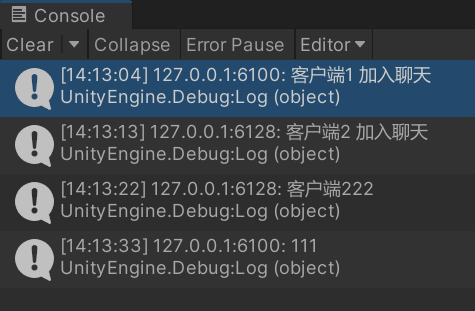 Console
Clear Collapse Error Pause Editor
[14:13:04] 127.0.0.1:6100: 客户端1 加入聊天
UnityEngine.Debug:Log (object)
[14:13:13] 127.0.0.1:6128: 客户端2 加入聊天
UnityEngine.Debug:Log (object)
[14:13:22] 127.0.0.1:6128: 客户端222
UnityEngine.Debug:Log (object)
[14:13:33] 127.0.0.1:6100: 111
UnityEngine.Debug:Log (object)